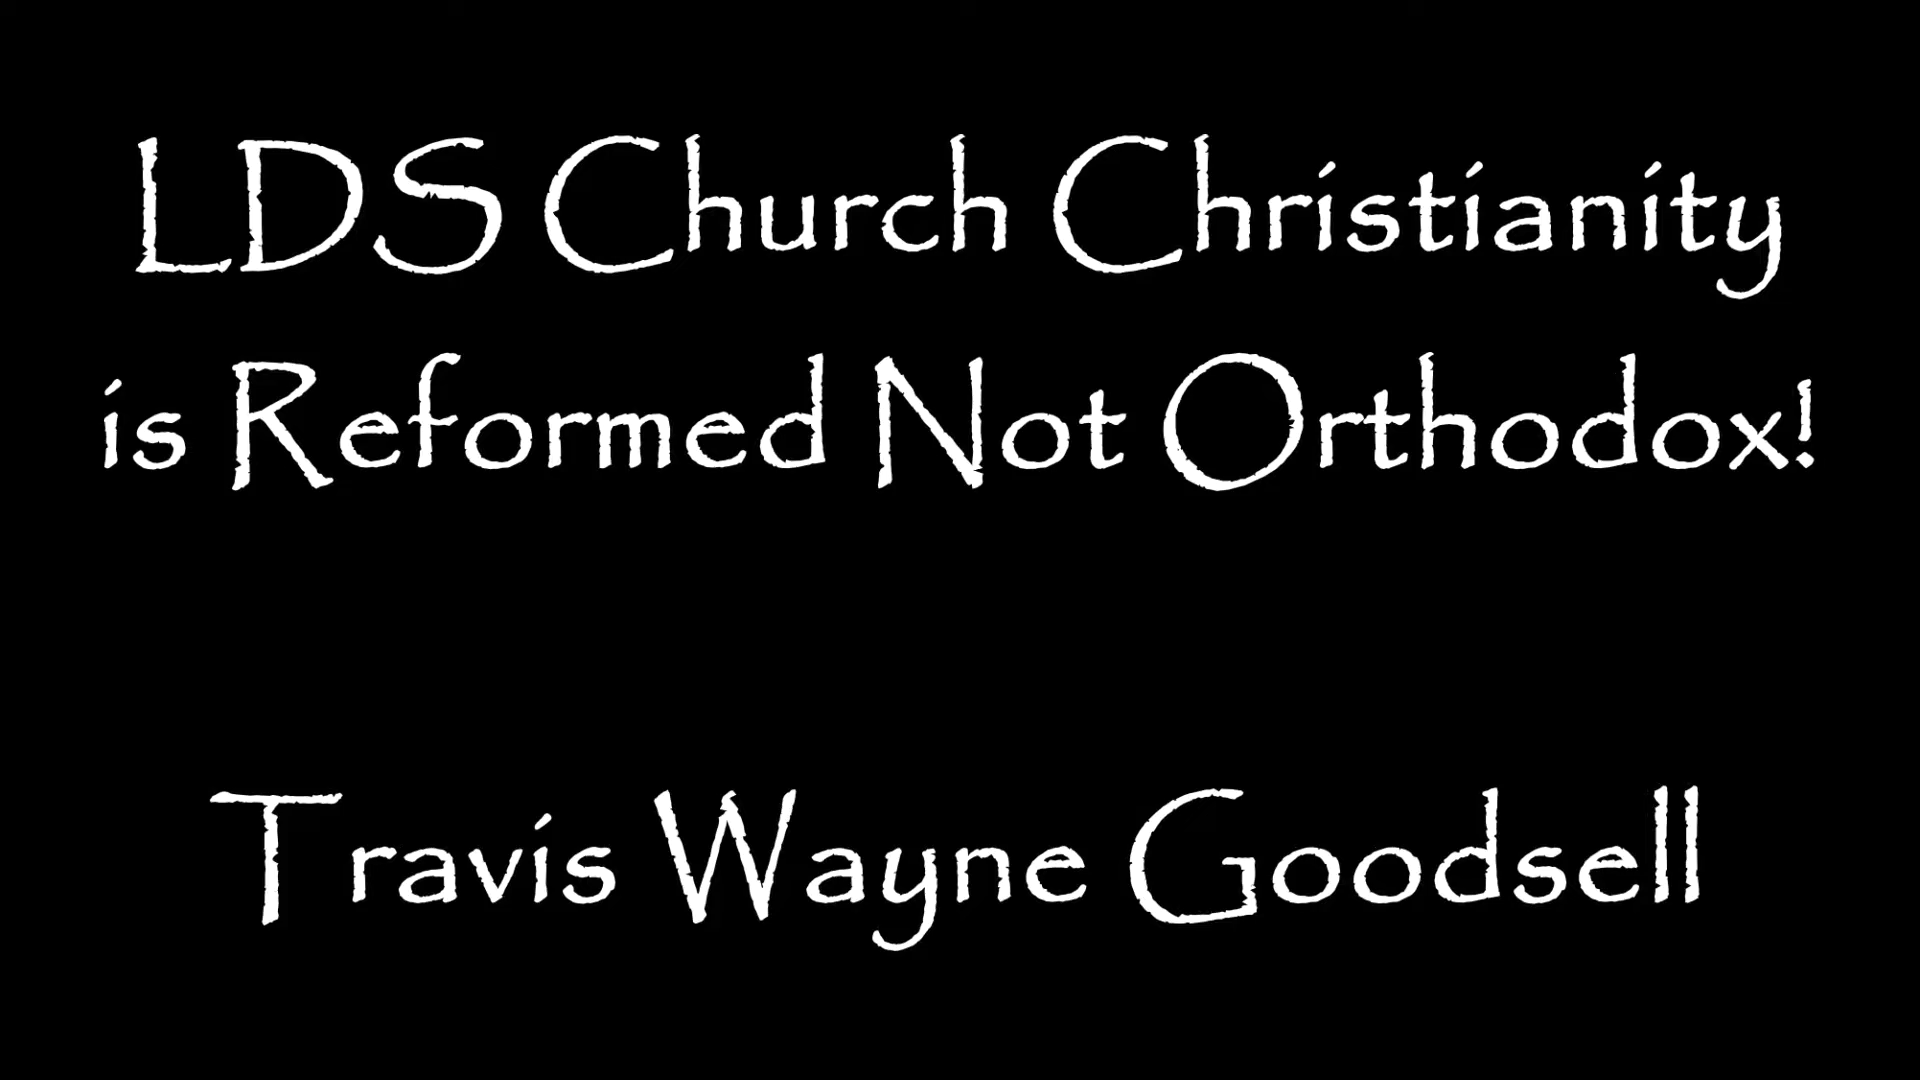 LDS Church Christianity
is Reformed Not Orthodox!
Travis Wayne Goodsell